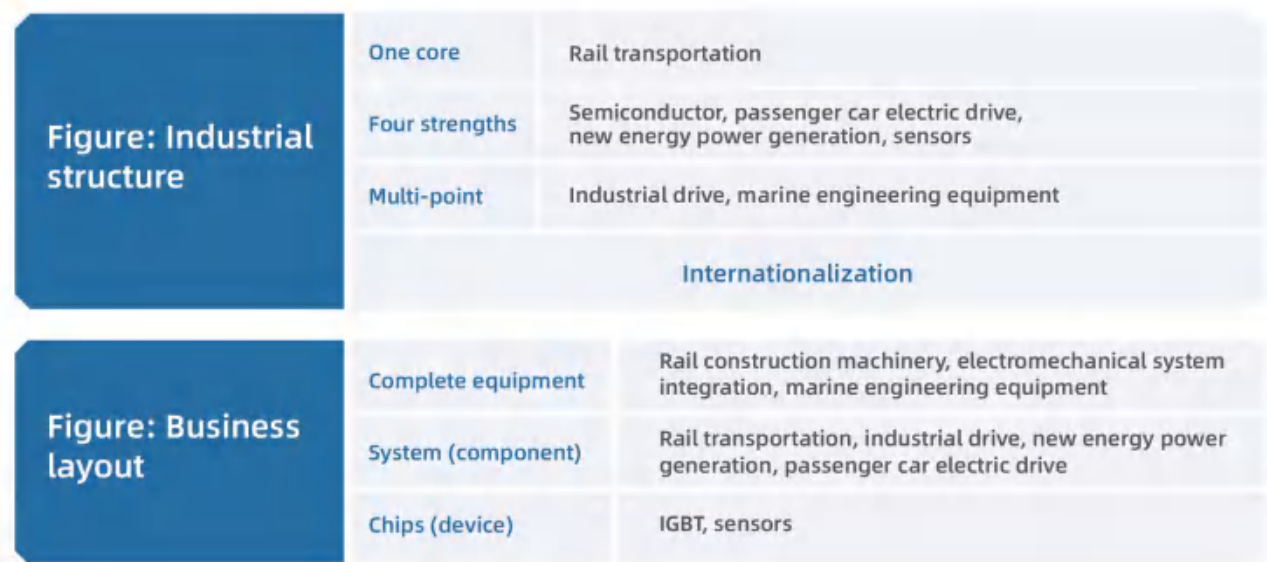 Figure: Industrial
structure
One core
Rail transportation
Four strengths
Semiconductor, passenger car electric drive,
new energy power generation, sensors
Multi-point
Industrial drive, marine engineering equipment
Internationalization
Figure: Business
layout
Complete equipment
Rail construction machinery, electromechanical system
integration, marine engineering equipment
System (component)
Rail transportation, industrial drive, new energy power
generation, passenger car electric drive
Chips (device)
IGBT, sensors